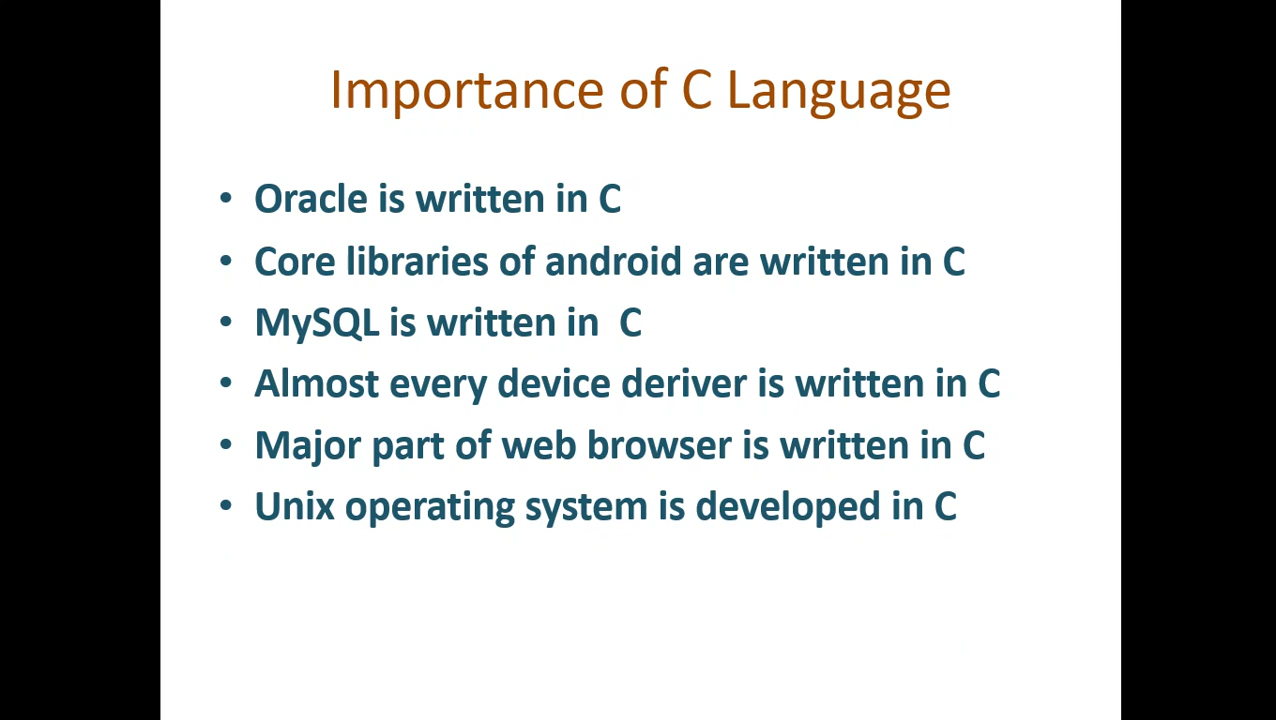 Importance of C Language
• Oracle is written in C
• Core libraries of android are written in C
• MySQL is written in  C
• Almost every device deriver is written in C
• Major part of web browser is written in C
• Unix operating system is developed in C